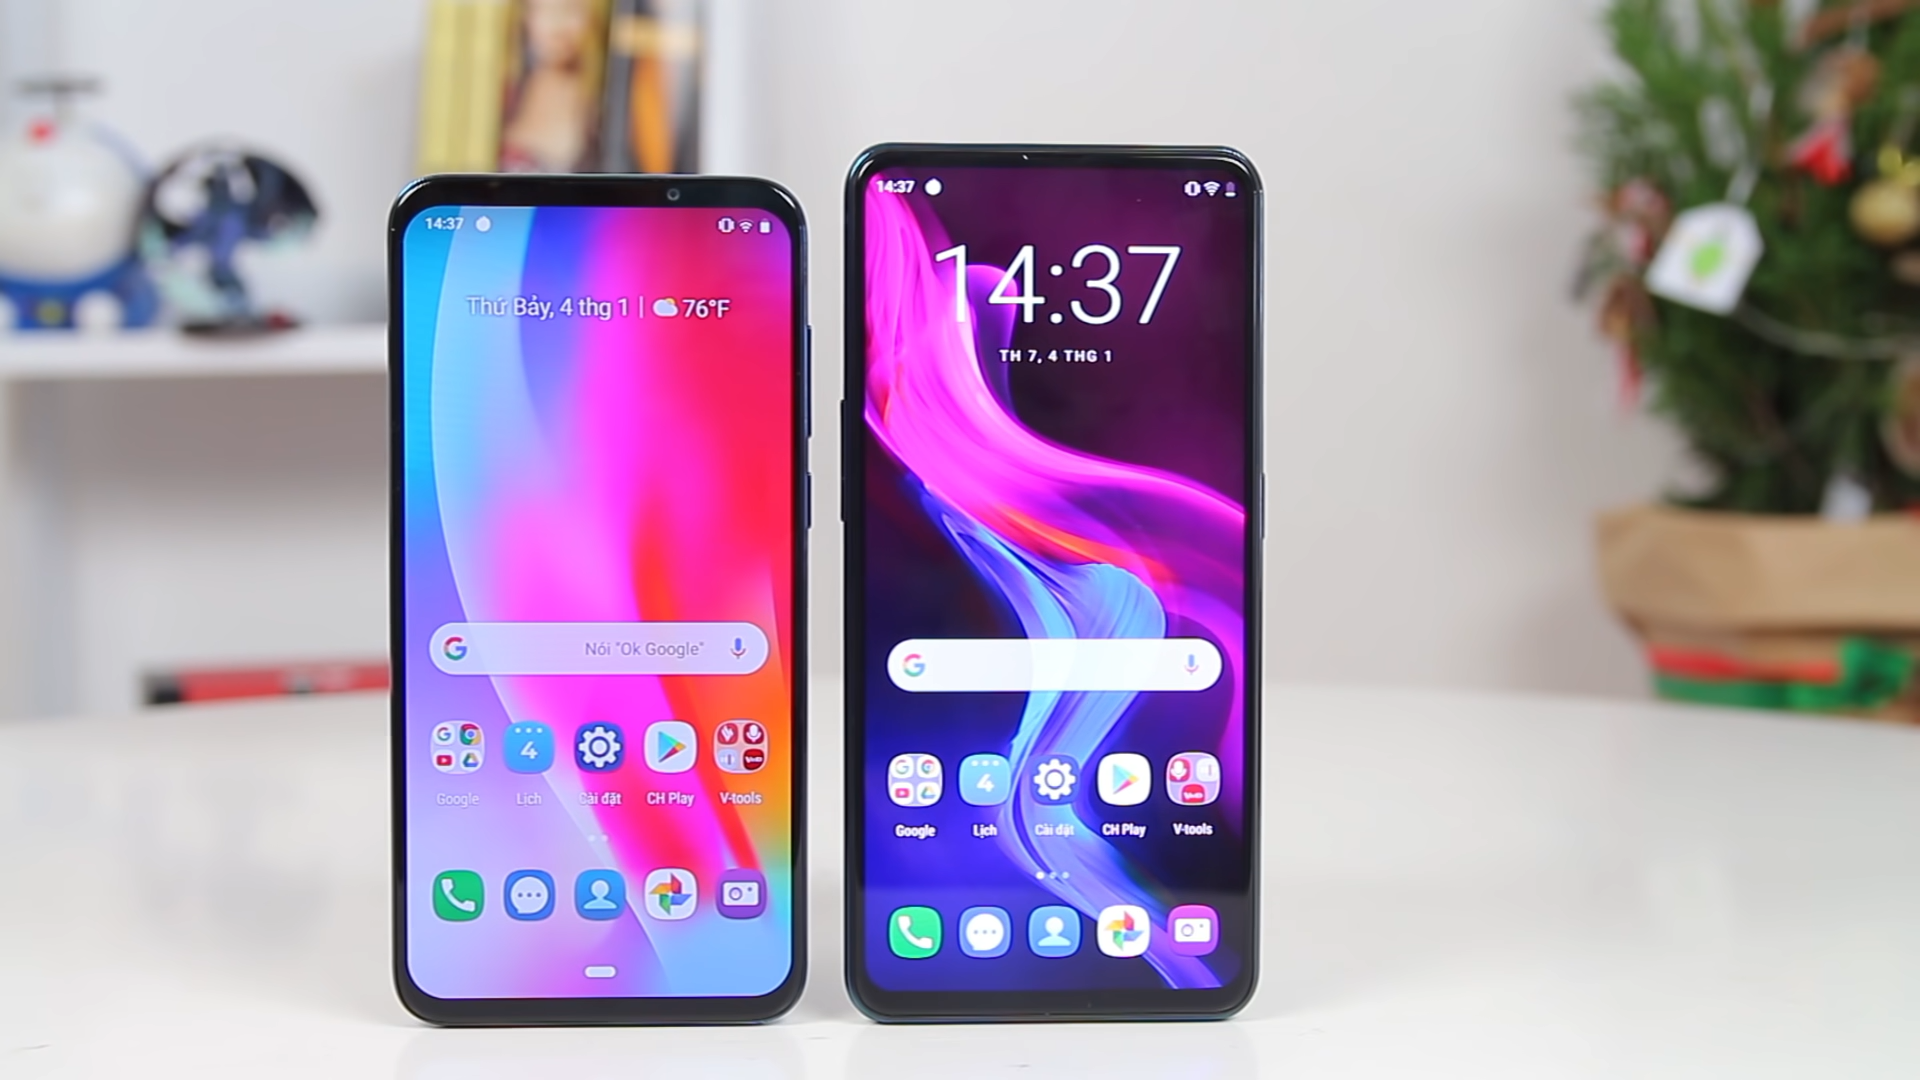 14:37
Thứ Bảy, 4 thg 1 | 76°F
Nói "Ok Google"
4
Google Lịch Cài đặt CH Play V-tools
14:37
14:37
TH 7, 4 THG 1
4
Google Lịch Cài đặt CH Play V-tools